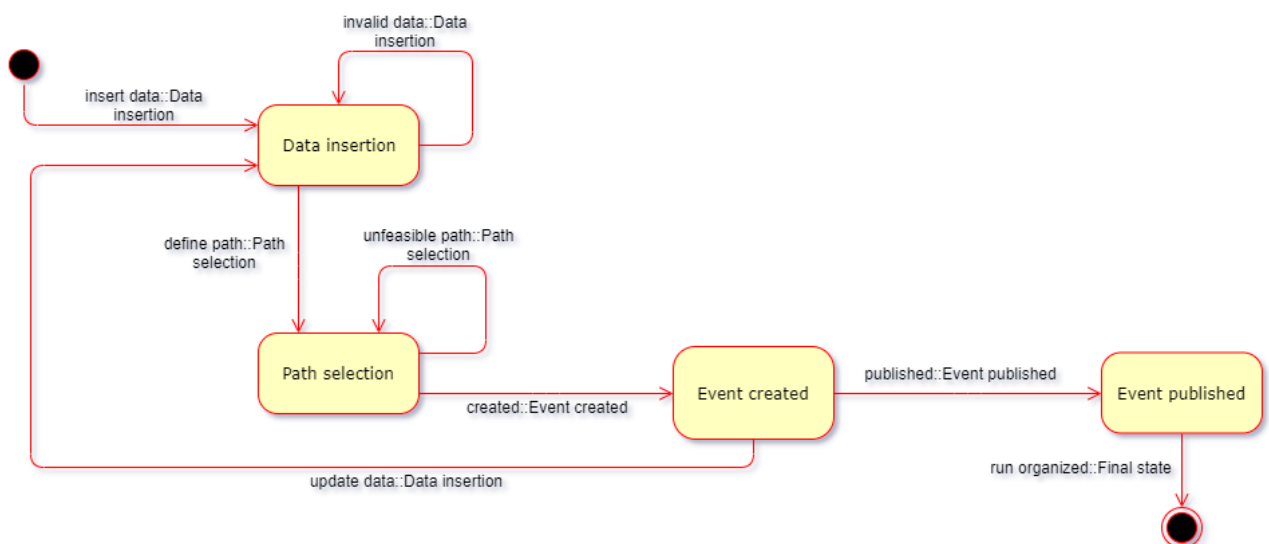 invalid data::Data
insertion
insert data::Data
insertion
Data insertion
define path::Path
selection
unfeasible path::Path
selection
Path selection
created::Event created
Event created
published::Event published
Event published
update data::Data insertion
run organized::Final state